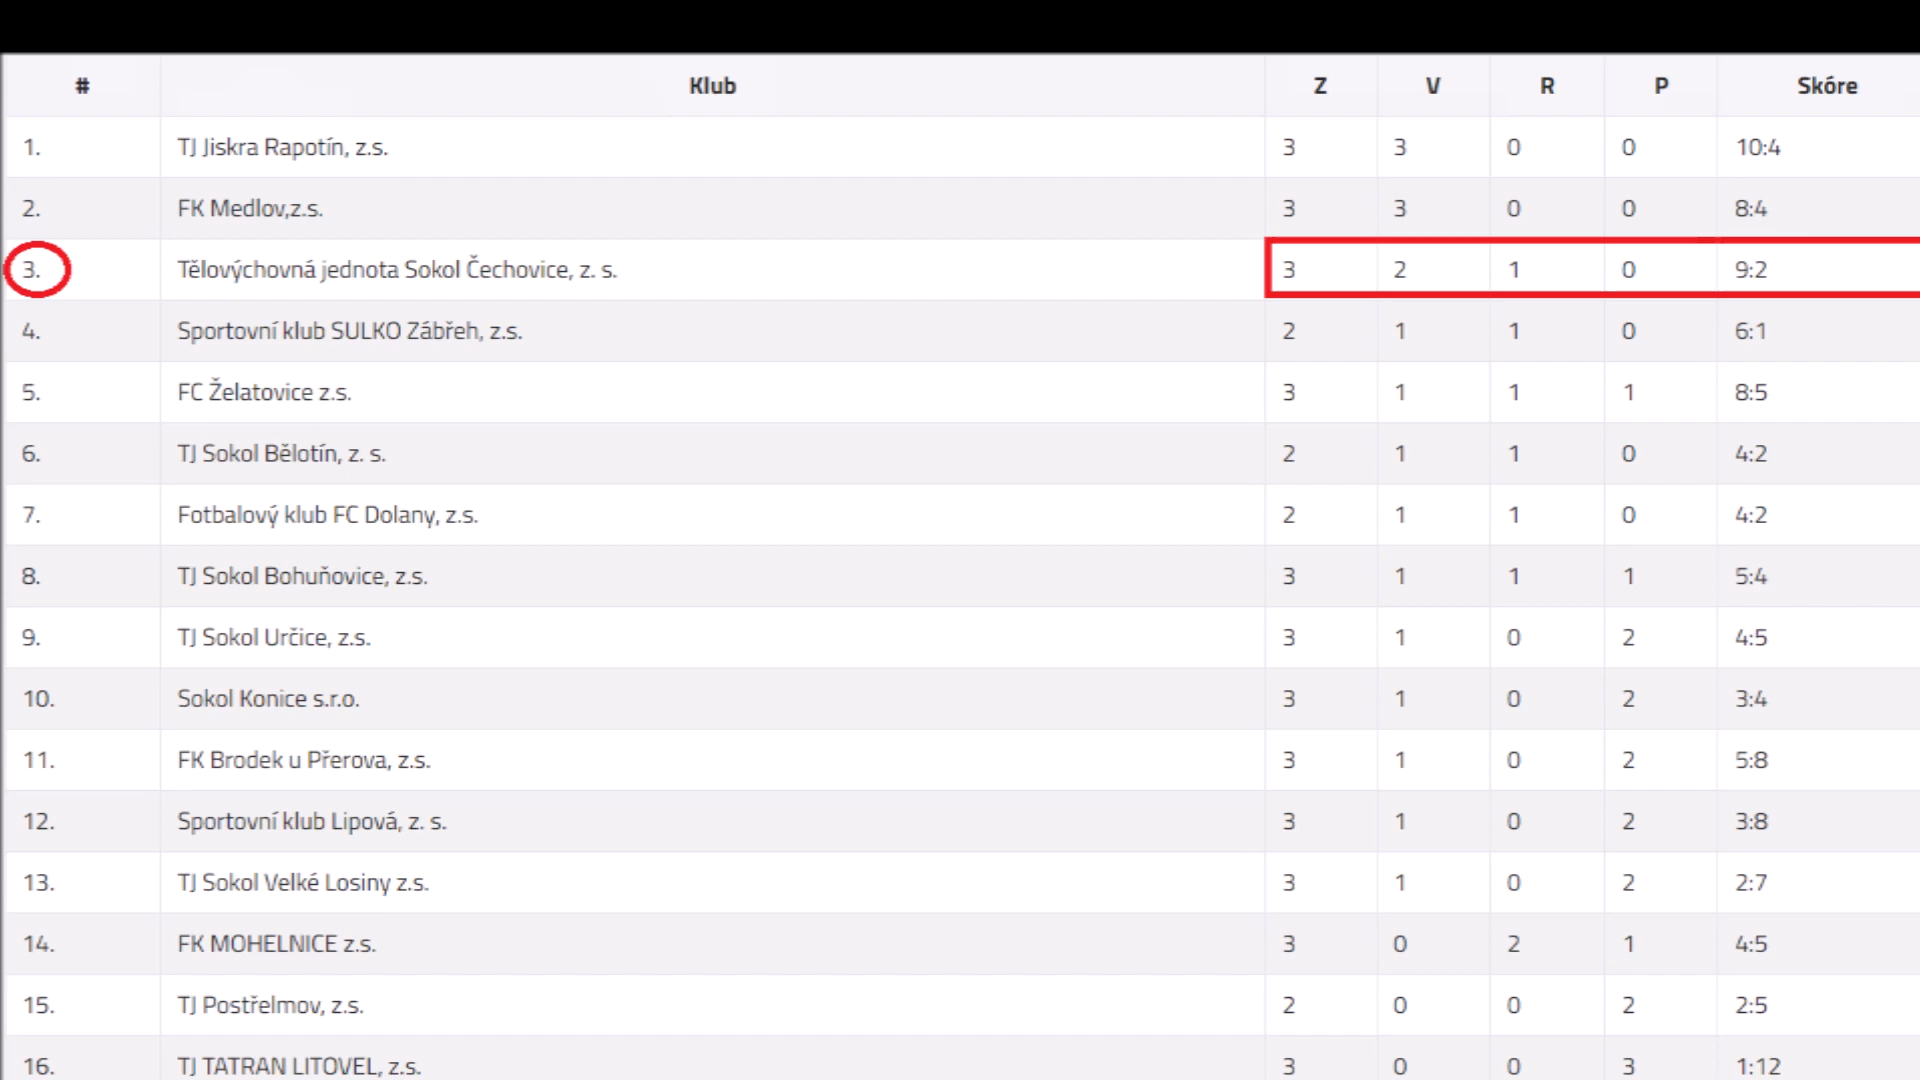 # Klub Z V R P Skóre
1. TJ Jiskra Rapotín, z.s. 3 3 0 0 10:4
2. FK Medlov,z.s. 3 3 0 0 8:4
3. Tělovýchovná jednota Sokol Čechovice, z. s. 3 2 1 0 9:2
4. Sportovní klub SULKO Zábřeh, z.s. 2 1 1 0 6:1
5. FC Želatovice z.s. 3 1 1 1 8:5
6. TJ Sokol Bělotín, z. s. 2 1 1 0 4:2
7. Fotbalový klub FC Dolany, z.s. 2 1 1 0 4:2
8. TJ Sokol Bohuňovice, z.s. 3 1 1 1 5:4
9. TJ Sokol Určice, z.s. 3 1 0 2 4:5
10. Sokol Konice s.r.o. 3 1 0 2 3:4
11. FK Brodek u Přerova, z.s. 3 1 0 2 5:8
12. Sportovní klub Lipová, z. s. 3 1 0 2 3:8
13. TJ Sokol Velké Losiny z.s. 3 1 0 2 2:7
14. FK MOHELNICE z.s. 3 0 2 1 4:5
15. TJ Postřelmov, z.s. 2 0 0 2 2:5
16. TJ TATRAN LITOVEL, z.s. 3 0 0 3 1:12